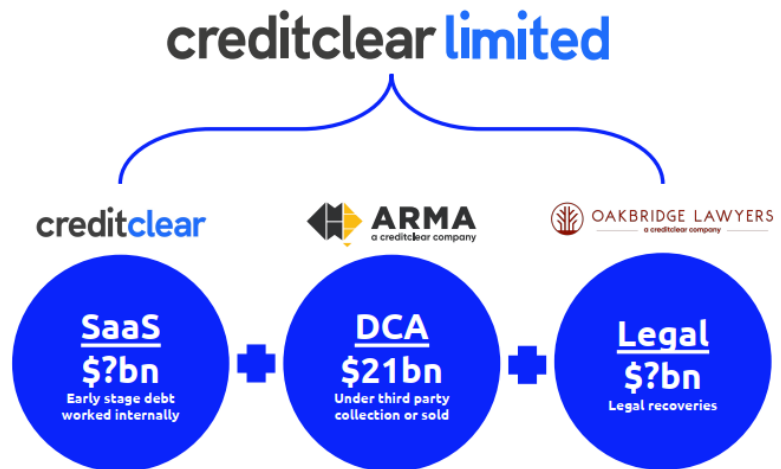 creditclear limited
creditclear
ARMA
a creditclear company
OAKBRIDGE LAWYERS
a creditclear company
SaaS
$?bn
Early stage debt
worked internally
DCA
$21bn
Under third party
collection or sold
Legal
$?bn
Legal recoveries